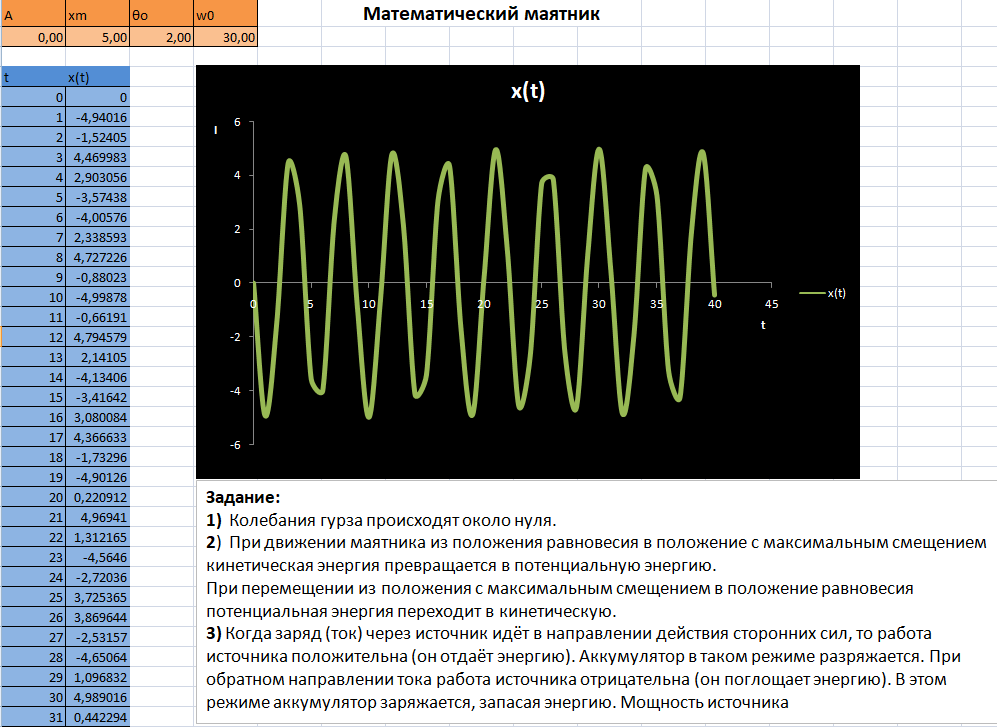 Математический маятник
A xm θo w0
0,00 5,00 2,00 30,00
t x(t)
0 0
1 -4,94016
2 -1,52405
3 4,469983
4 2,903056
5 -3,57438
6 -4,00576
7 2,338593
8 4,727226
9 -0,88023
10 -4,99878
11 -0,66191
12 4,794579
13 2,14105
14 -4,13406
15 -3,41642
16 3,080084
17 4,366633
18 -1,73296
19 -4,90126
20 0,220912
21 4,96941
22 1,312165
23 -4,5646
24 -2,72036
25 3,725365
26 3,869644
27 -2,53157
28 -4,65064
29 1,096832
30 4,989016
31 0,442294
x(t)
I
6
4
2
0
-2
-4
-6
0 5 10 15 20 25 30 35 40 45
t
x(t)
Задание:
1) Колебания гурза происходят около нуля.
2) При движении маятника из положения равновесия в положение с максимальным смещением
кинетическая энергия превращается в потенциальную энергию.
При перемещении из положения с максимальным смещением в положение равновесия
потенциальная энергия переходит в кинетическую.
3) Когда заряд (ток) через источник идёт в направлении действия сторонних сил, то работа
источника положительна (он отдаёт энергию). Аккумулятор в таком режиме разряжается. При
обратном направлении тока работа источника отрицательна (он поглощает энергию). В этом
режиме аккумулятор заряжается, запасая энергию. Мощность источника